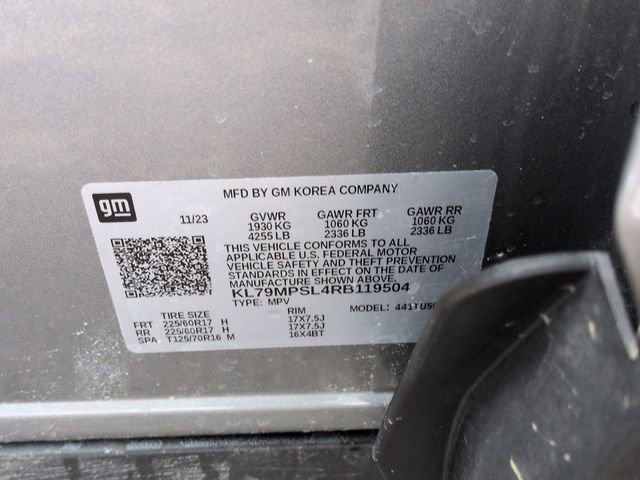 gm
MFD BY GM KOREA COMPANY
11/23 GVWR GAWR FRT GAWR RR
1930 KG 1060 KG 1060 KG
4255 LB 2336 LB 2336 LB
THIS VEHICLE CONFORMS TO ALL
APPLICABLE U.S. FEDERAL MOTOR
VEHICLE SAFETY AND THEFT PREVENTION
STANDARDS IN EFFECT ON THE DATE OF
MANUFACTURE SHOWN ABOVE.
KL79MPSL4RB119504
TYPE: MPV MODEL:
TIRE SIZE RIM
FRT 225/60R17 H 17X7.5J
RR 225/60R17 H 17X7.5J
SPA T125/70R16 M 16X4BT